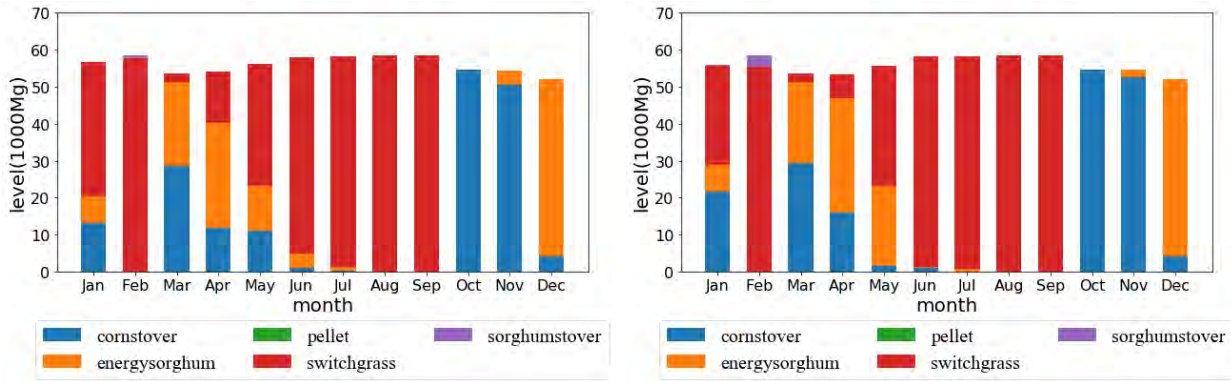 70
60
50
40
30
20
10
0
level(1000Mg)
Jan Feb Mar Apr May Jun Jul Aug Sep Oct Nov Dec
month
cornstover pellet sorghumstover
energysorghum switchgrass
70
60
50
40
30
20
10
0
level(1000Mg)
Jan Feb Mar Apr May Jun Jul Aug Sep Oct Nov Dec
month
cornstover pellet sorghumstover
energysorghum switchgrass